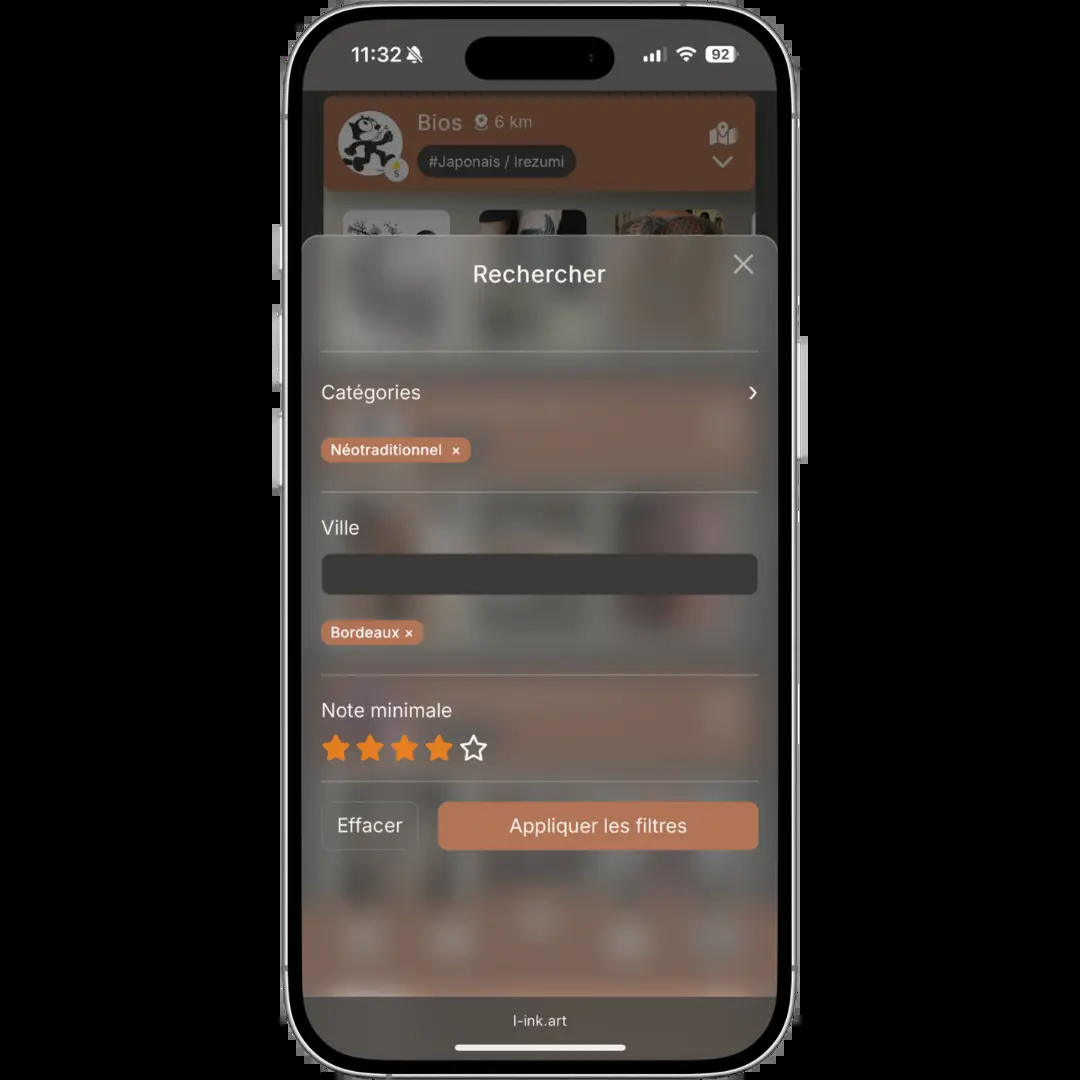 11:32
92
Bios 6 km
5
#Japonais / Irezumi
Rechercher
Catégories
Néotraditionnel ×
Ville
Bordeaux ×
Note minimale
Effacer
Appliquer les filtres
l-ink.art